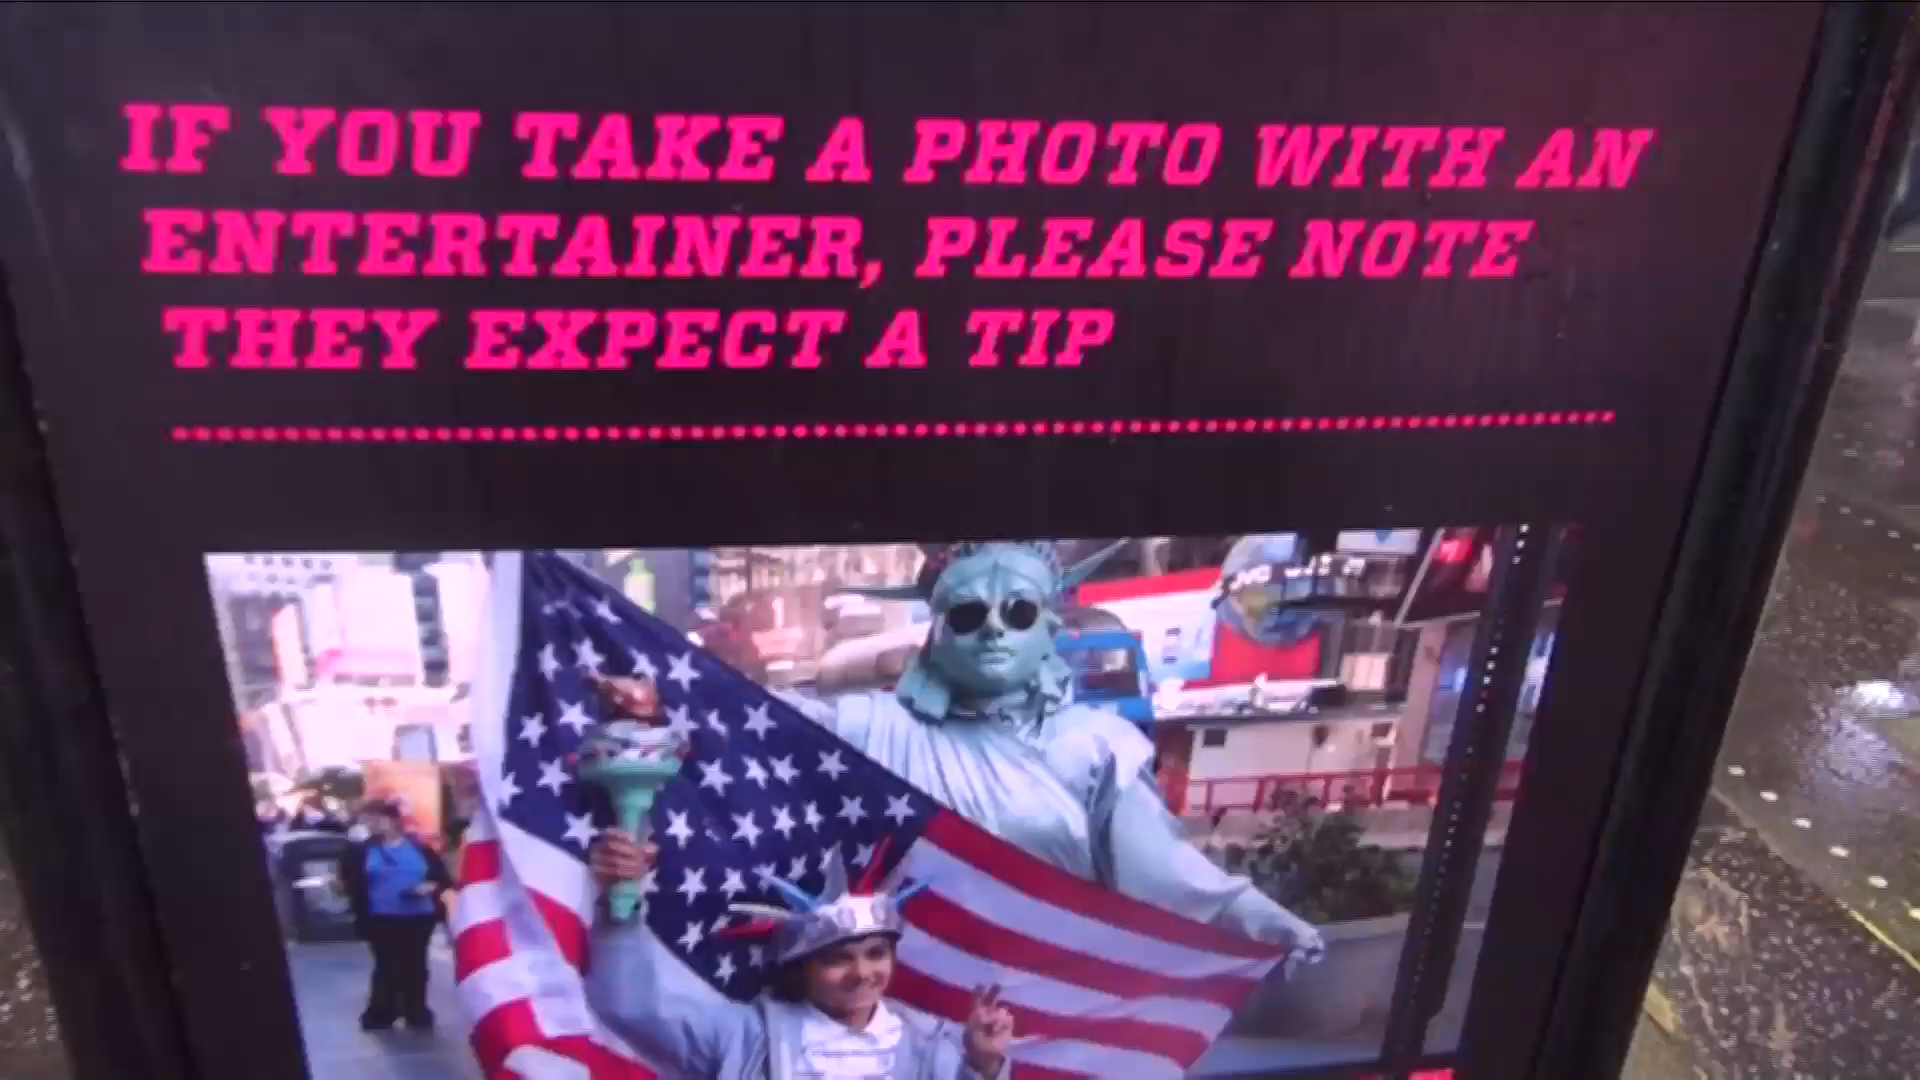 IF YOU TAKE A PHOTO WITH AN
ENTERTAINER, PLEASE NOTE
THEY EXPECT A TIP